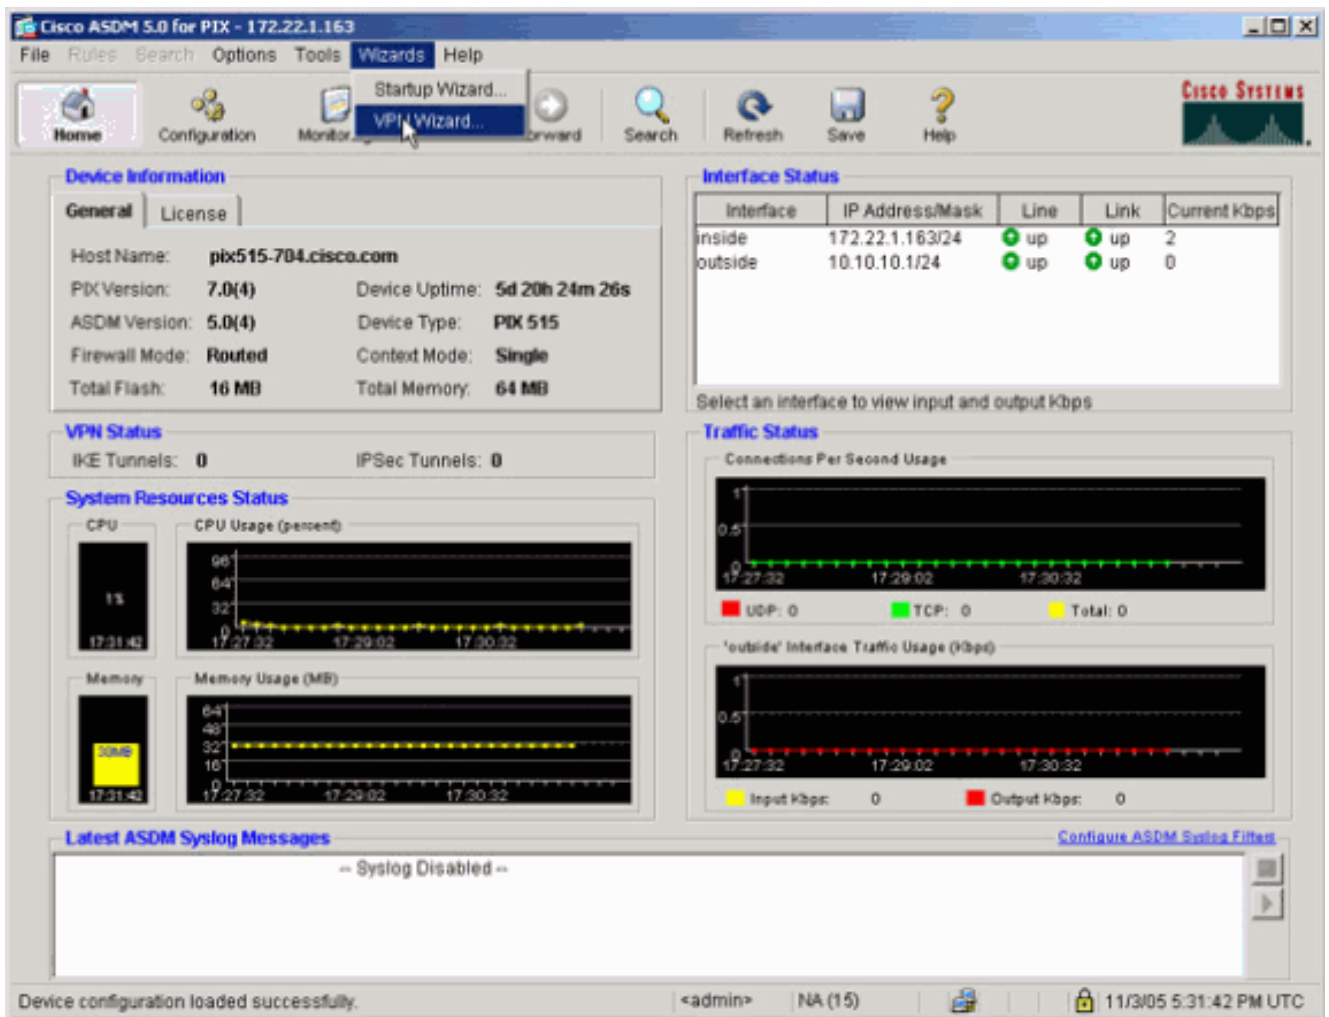 Cisco ASDM 5.0 for PIX - 172.22.1.163
File Rules Search Options Tools Wizards Help
Startup Wizard...
VPN Wizard...
Home Configuration Search Refresh Save Help
CISCO SYSTEMS
Device Information
General License
Host Name: pix515-704.cisco.com
PIX Version: 7.0(4) Device Uptime: 5d 20h 24m 26s
ASDM Version: 5.0(4) Device Type: PIX 515
Firewall Mode: Routed Context Mode: Single
Total Flash: 16 MB Total Memory: 64 MB
Interface Status
Interface IP Address/Mask Line Link Current Kbps
inside 172.22.1.163/24 up up 2
outside 10.10.10.1/24 up up 0
Select an interface to view input and output Kbps
VPN Status
IKE Tunnels: 0 IPSec Tunnels: 0
System Resources Status
CPU
1%
17:31:42
CPU Usage (percent)
96
64
32
0
17:27:32 17:29:02 17:30:32
Memory
30MB
17:31:42
Memory Usage (MB)
64
48
32
16
0
17:27:32 17:29:02 17:30:32
Traffic Status
Connections Per Second Usage
1
0.5
0
17:27:32 17:29:02 17:30:32
UDP: 0 TCP: 0 Total: 0
'outside' Interface Traffic Usage (Kbps)
1
0.5
0
17:27:32 17:29:02 17:30:32
Input Kbps: 0 Output Kbps: 0
Latest ASDM Syslog Messages
Configure ASDM Syslog Filters
-- Syslog Disabled --
Device configuration loaded successfully.
<admin> NA (15) 11/3/05 5:31:42 PM UTC